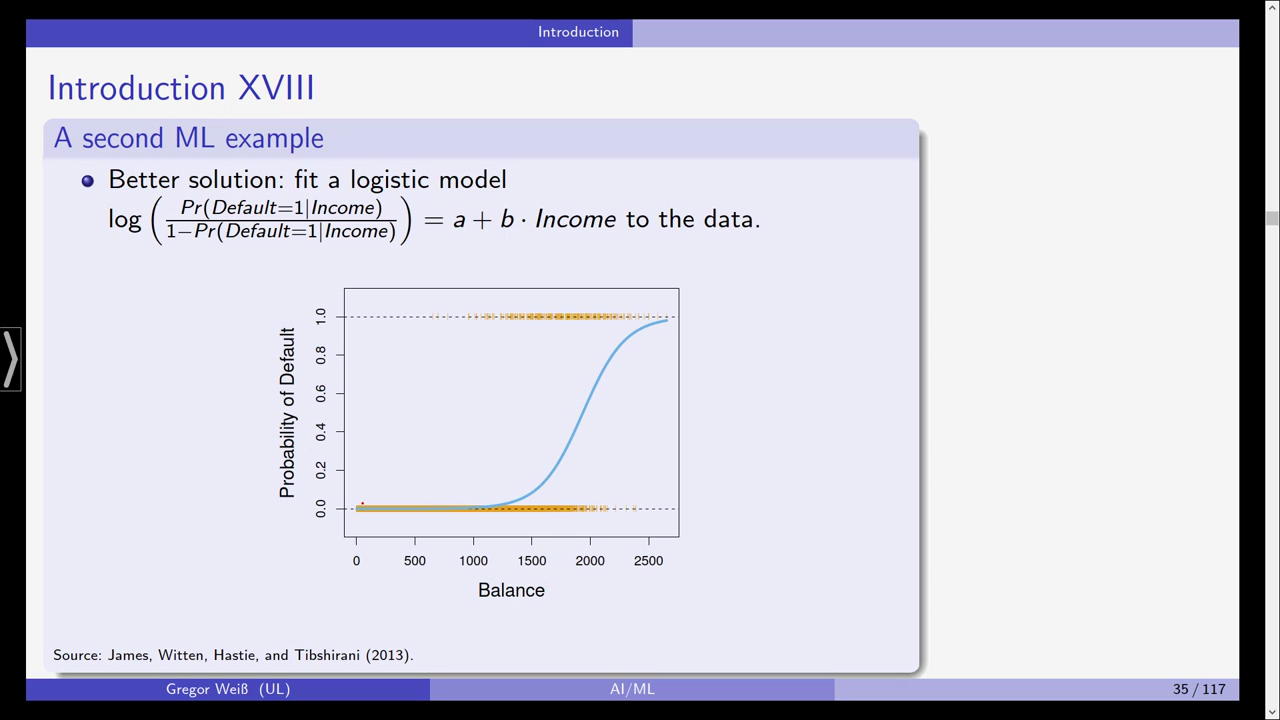 Introduction
Introduction XVIII
A second ML example
Better solution: fit a logistic model
log ( Pr(Default=1|Income) / 1−Pr(Default=1|Income) ) = a + b · Income to the data.
1.0
0.8
0.6
0.4
0.2
0.0
Probability of Default
0 500 1000 1500 2000 2500
Balance
Source: James, Witten, Hastie, and Tibshirani (2013).
Gregor Weiß (UL) AI/ML 35 / 117